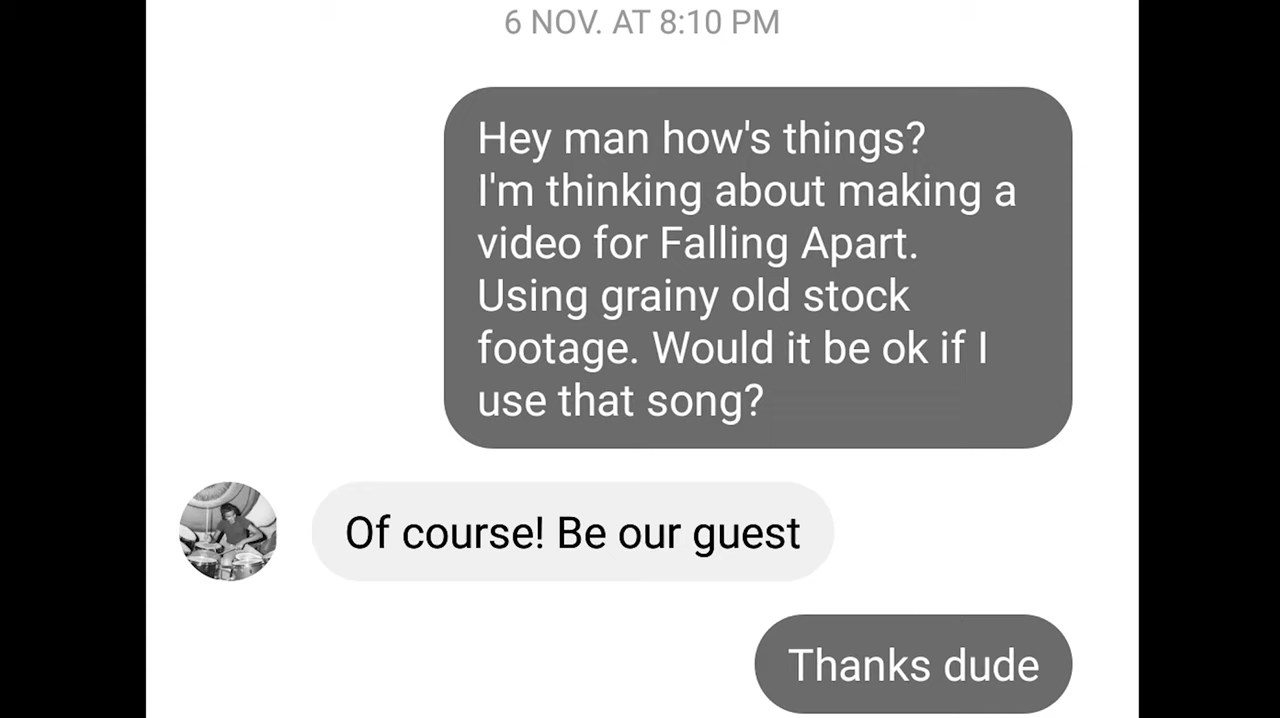 6 NOV. AT 8:10 PM
Hey man how's things?
I'm thinking about making a
video for Falling Apart.
Using grainy old stock
footage. Would it be ok if I
use that song?
Of course! Be our guest
Thanks dude